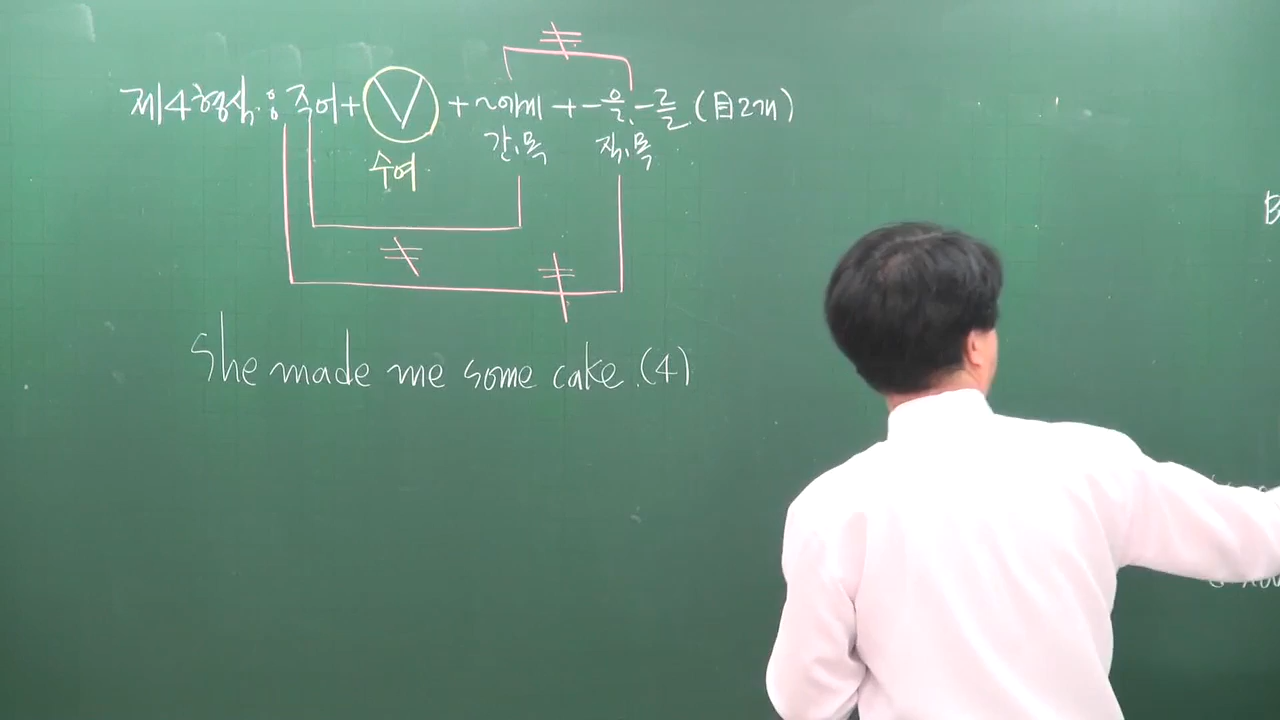 제4형식: 주어+Ⓥ+~에게+-을,-를(目2개)
수여 간.목 직.목
≠
≠
≠
She made me some cake.(4)